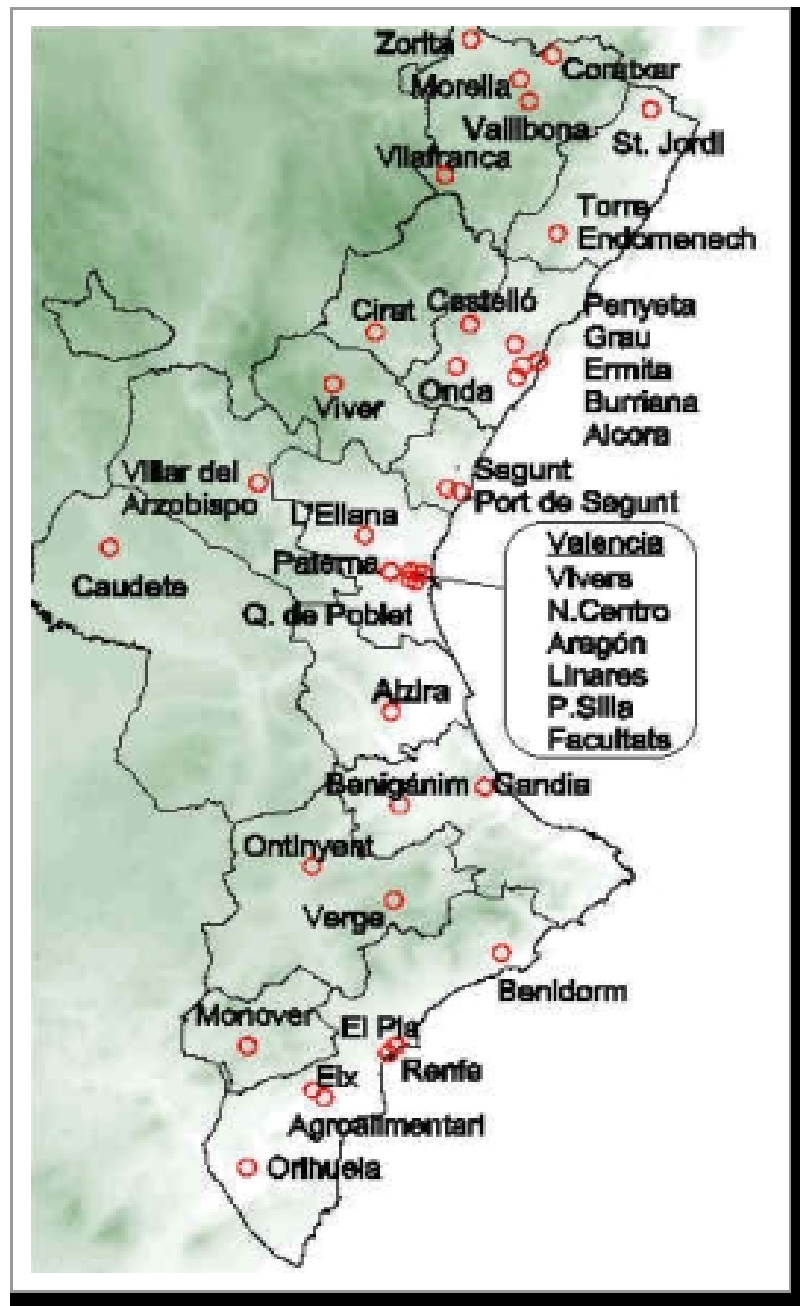 Zorita
Coratxar
Morella
Vallibona
St. Jordi
Vilafranca
Torre
Endomenech
Cirat
Castelló
Penyeta
Grau
Ermita
Burriana
Alcora
Onda
Viver
Villar del
Arzobispo
Sagunt
Port de Sagunt
L'Eliana
Paterna
Caudete
Q. de Poblet
Valencia
Vivers
N.Centro
Aragón
Linares
P.Silla
Facultats
Alzira
Benigánim
Gandia
Ontinyent
Verge
Benidorm
Monover
El Pla
Renfe
Elx
Agroalimentari
Orihuela